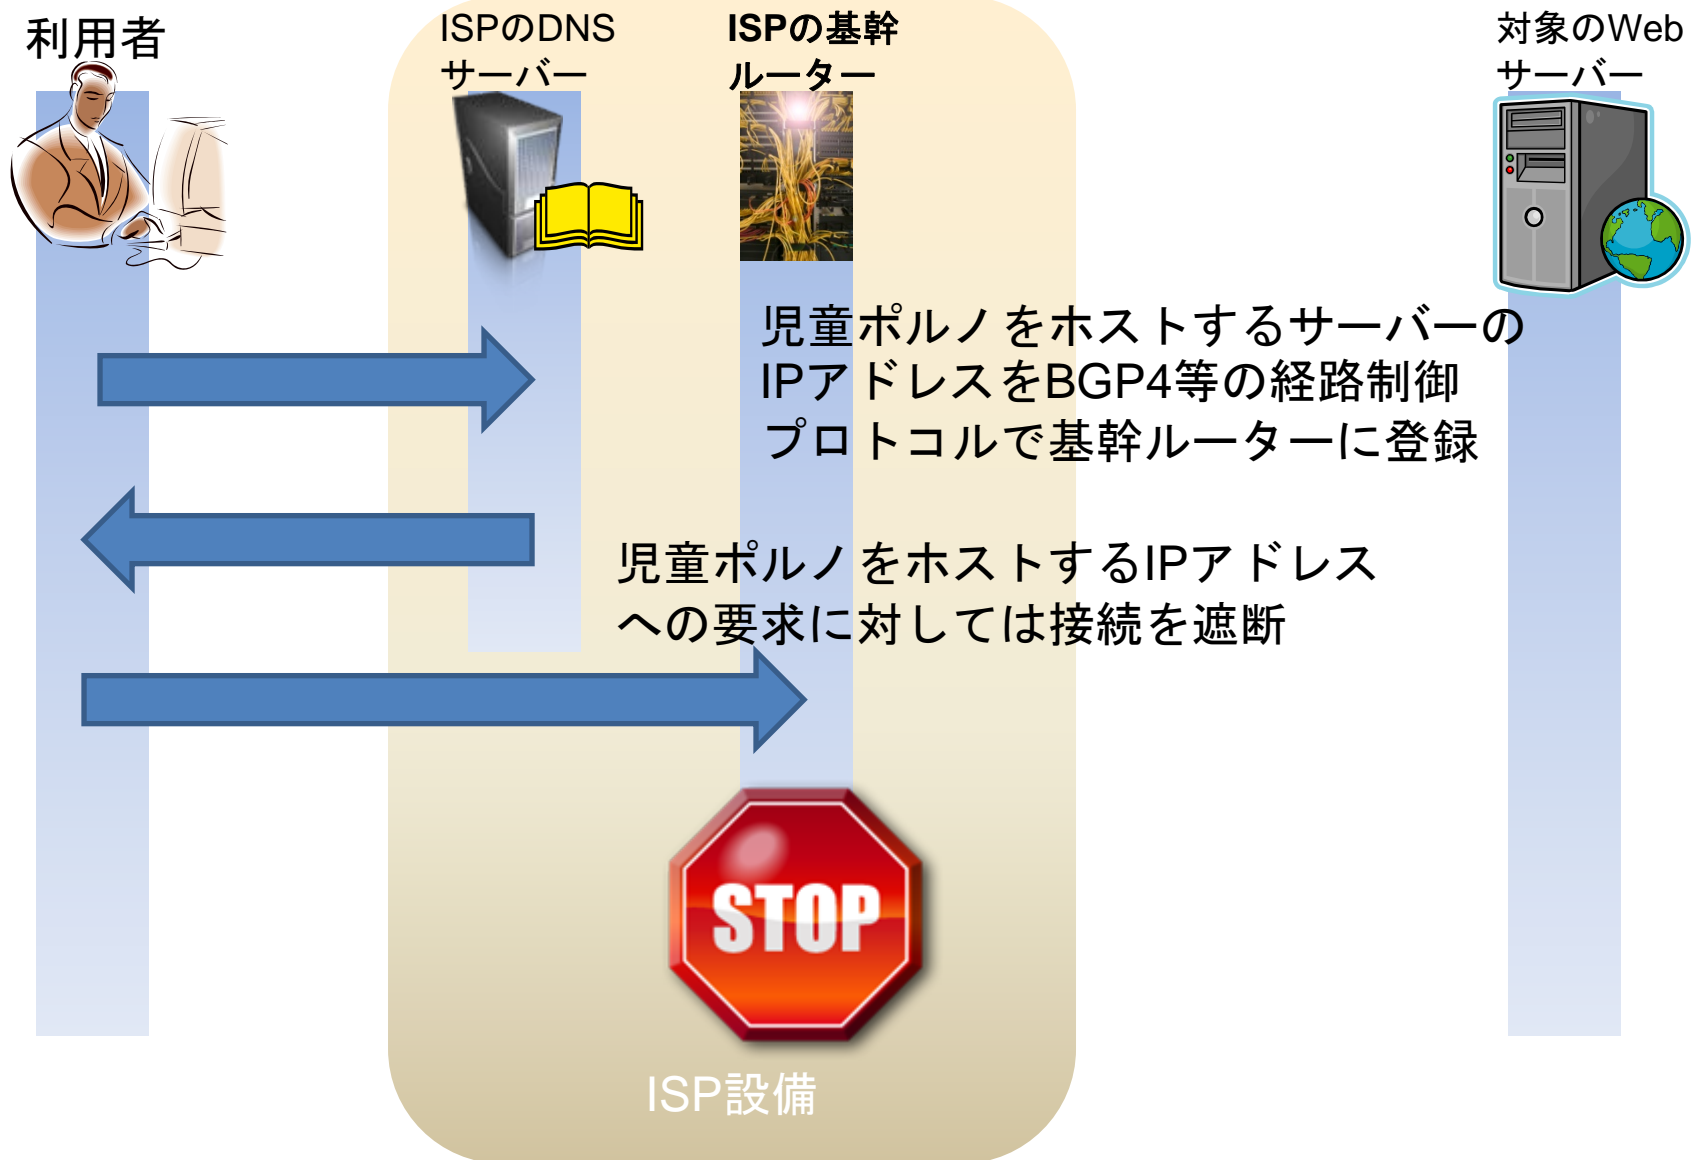 利用者
ISPのDNS
サーバー
ISPの基幹
ルーター
対象のWeb
サーバー
児童ポルノをホストするサーバーの
IPアドレスをBGP4等の経路制御
プロトコルで基幹ルーターに登録
児童ポルノをホストするIPアドレス
への要求に対しては接続を遮断
STOP
ISP設備